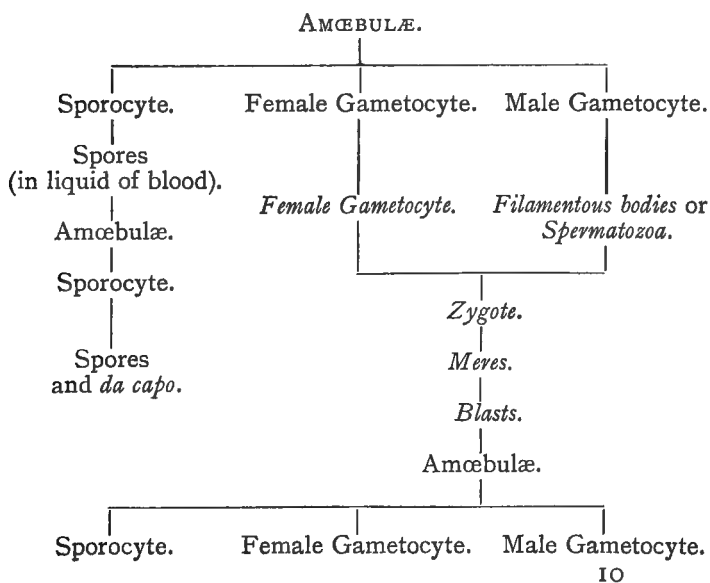 AMŒBULÆ.
Sporocyte. Female Gametocyte. Male Gametocyte.
Spores
(in liquid of blood).
Female Gametocyte. Filamentous bodies or
Spermatozoa.
Amœbulæ.
Sporocyte.
Zygote.
Spores
and da capo.
Meres.
Blasts.
Amœbulæ.
Sporocyte. Female Gametocyte. Male Gametocyte.
10